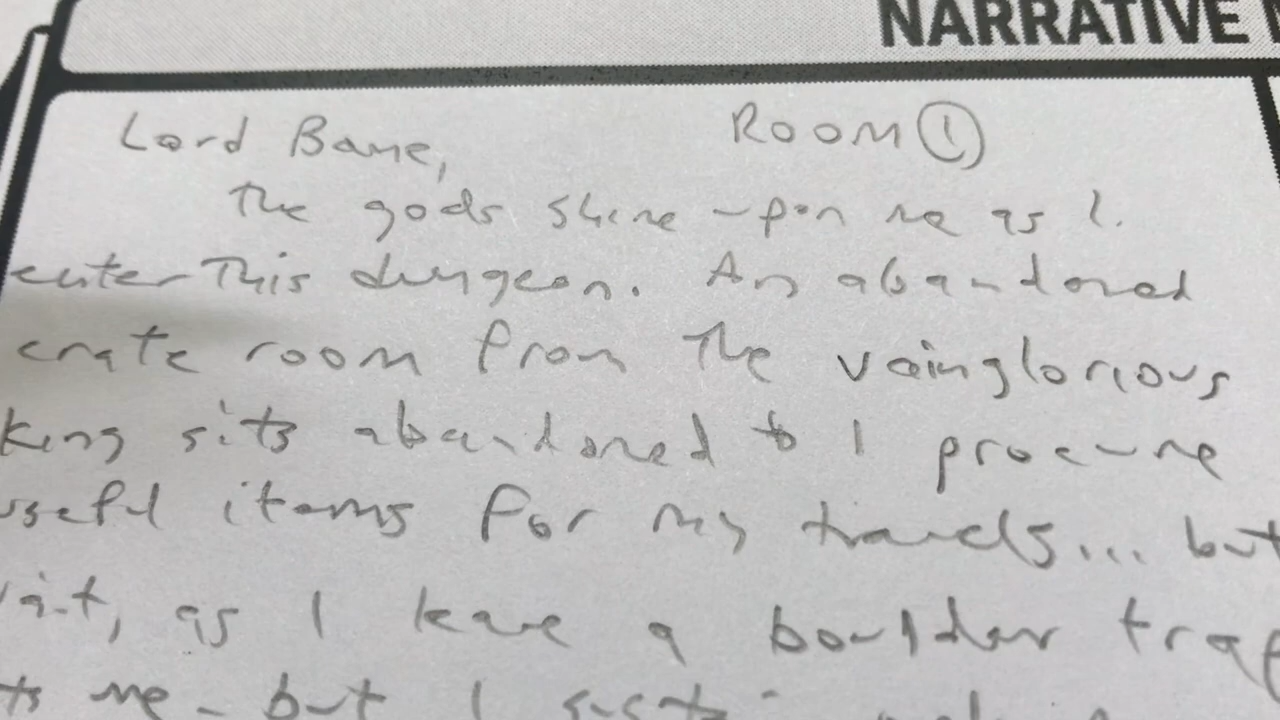 NARRATIVE
Lord Bane, Room 1
The gods shine upon me as I
enter This dungeon. An abandoned
crate room from The vainglorious
king sits abandoned to I procure
useful items for my travels... but
wait, as I leave a boulder trap
me - but I